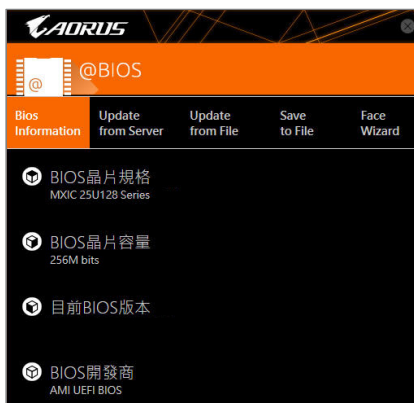 AORUS
@
@BIOS
Bios Information
Update from Server
Update from File
Save to File
Face Wizard
BIOS晶片規格
MXIC 25U128 Series
BIOS晶片容量
256M bits
目前BIOS版本
BIOS開發商
AMI UEFI BIOS